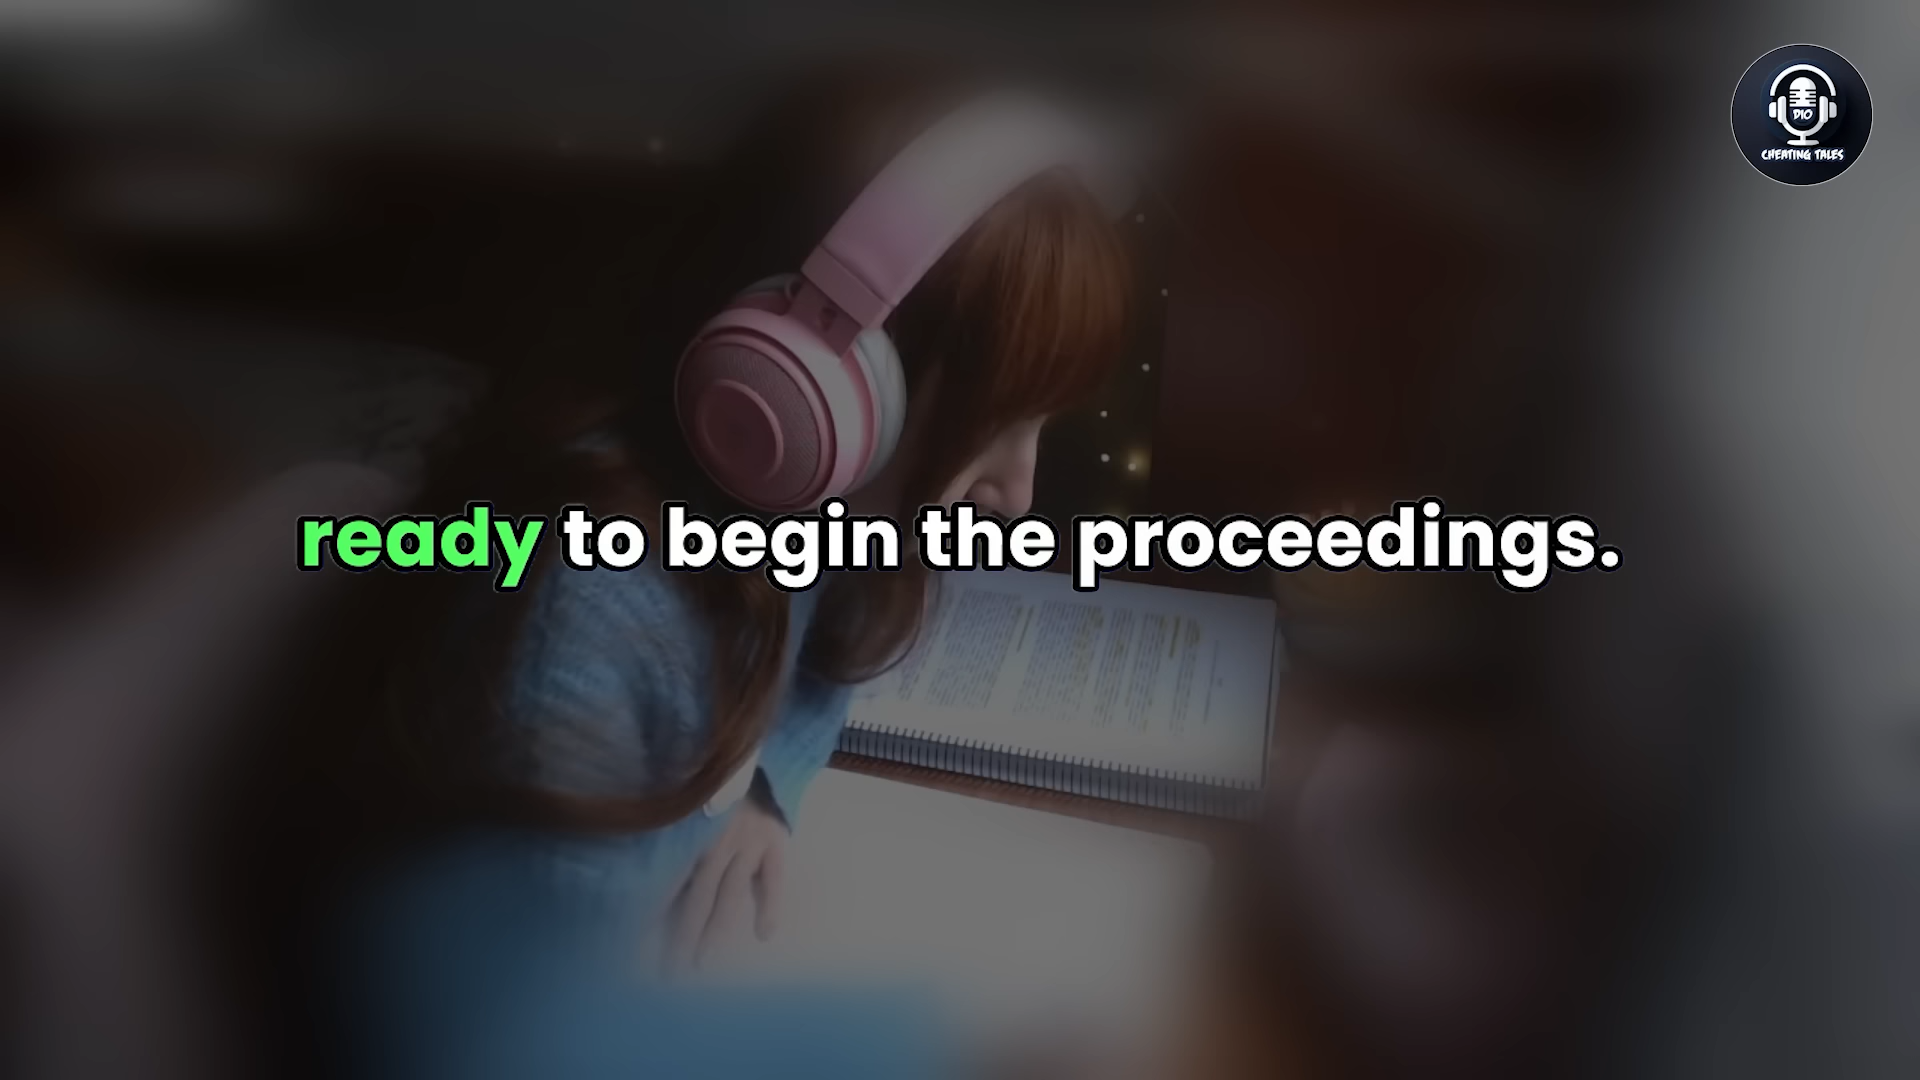 DIO
CHEATING TALES
ready to begin the proceedings.